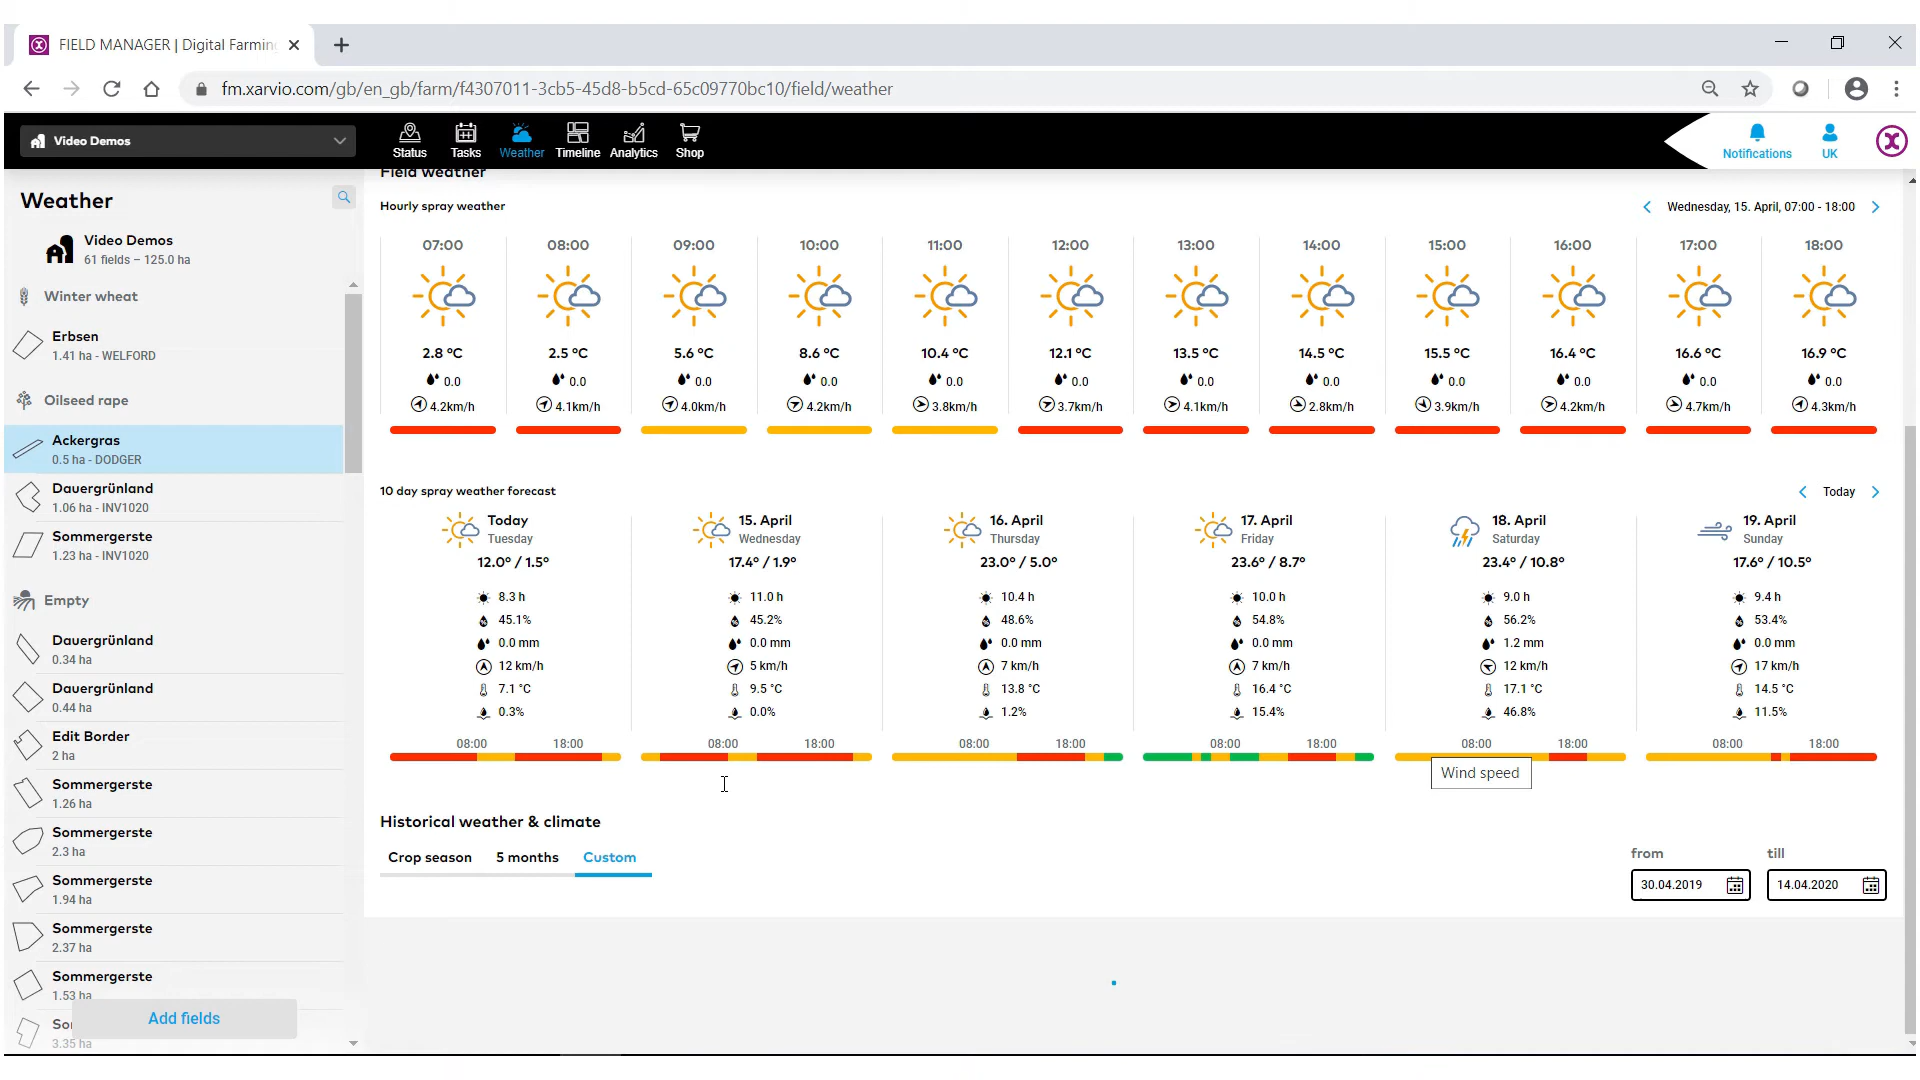 FIELD MANAGER | Digital Farmin
fm.xarvio.com/gb/en_gb/farm/f4307011-3cb5-45d8-b5cd-65c09770bc10/field/weather
Video Demos
Status
Tasks
Weather
Timeline
Analytics
Shop
Notifications
UK
Weather
Video Demos
61 fields – 125.0 ha
Winter wheat
Erbsen
1.41 ha - WELFORD
Oilseed rape
Ackergras
0.5 ha - DODGER
Dauergrünland
1.06 ha - INV1020
Sommergerste
1.23 ha - INV1020
Empty
Dauergrünland
0.34 ha
Dauergrünland
0.44 ha
Edit Border
2 ha
Sommergerste
1.26 ha
Sommergerste
2.3 ha
Sommergerste
1.94 ha
Sommergerste
2.37 ha
Sommergerste
1.53 ha
So
3.35 ha
Add fields
Field weather
Hourly spray weather
Wednesday, 15. April, 07:00 - 18:00
07:00 08:00 09:00 10:00 11:00 12:00 13:00 14:00 15:00 16:00 17:00 18:00
2.8 °C 2.5 °C 5.6 °C 8.6 °C 10.4 °C 12.1 °C 13.5 °C 14.5 °C 15.5 °C 16.4 °C 16.6 °C 16.9 °C
0.0 0.0 0.0 0.0 0.0 0.0 0.0 0.0 0.0 0.0 0.0 0.0
4.2km/h 4.1km/h 4.0km/h 4.2km/h 3.8km/h 3.7km/h 4.1km/h 2.8km/h 3.9km/h 4.2km/h 4.7km/h 4.3km/h
10 day spray weather forecast
Today
Today 15. April 16. April 17. April 18. April 19. April
Tuesday Wednesday Thursday Friday Saturday Sunday
12.0° / 1.5° 17.4° / 1.9° 23.0° / 5.0° 23.6° / 8.7° 23.4° / 10.8° 17.6° / 10.5°
8.3 h 11.0 h 10.4 h 10.0 h 9.0 h 9.4 h
45.1% 45.2% 48.6% 54.8% 56.2% 53.4%
0.0 mm 0.0 mm 0.0 mm 0.0 mm 1.2 mm 0.0 mm
12 km/h 5 km/h 7 km/h 7 km/h 12 km/h 17 km/h
7.1 °C 9.5 °C 13.8 °C 16.4 °C 17.1 °C 14.5 °C
0.3% 0.0% 1.2% 15.4% 46.8% 11.5%
08:00 18:00 08:00 18:00 08:00 18:00 08:00 18:00 08:00 18:00 08:00 18:00
Wind speed
Historical weather & climate
Crop season 5 months Custom
from till
30.04.2019 14.04.2020